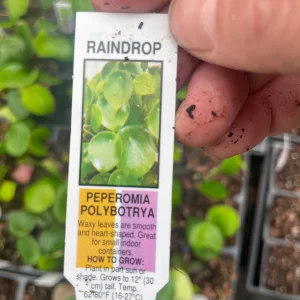 RAINDROP
PEPEROMIA
POLYBOTRYA
Waxy leaves are smooth
and heart-shaped. Great
for small indoor
containers.
HOW TO GROW:
Plant in part sun or
shade. Grows to 12" (30
cm) tall. Temp.
62-80°F (16-27°C)